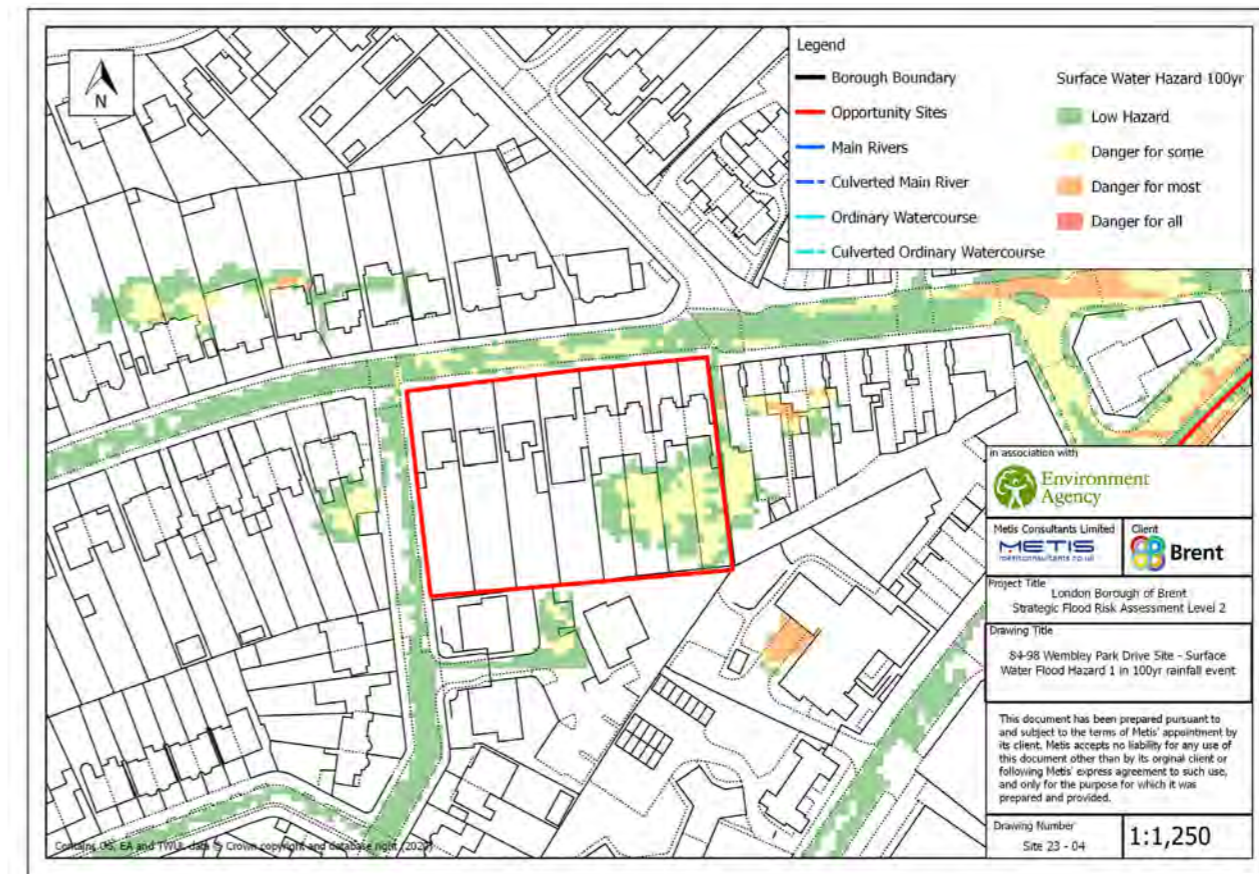 N
Legend
Borough Boundary
Opportunity Sites
Main Rivers
Culverted Main River
Ordinary Watercourse
Culverted Ordinary Watercourse
Surface Water Hazard 100yr
Low Hazard
Danger for some
Danger for most
Danger for all
in association with
Environment
Agency
Metis Consultants Limited
METIS
metisconsultants.co.uk
Client
Brent
Project Title
London Borough of Brent
Strategic Flood Risk Assessment Level 2
Drawing Title
84-98 Wembley Park Drive Site - Surface
Water Flood Hazard 1 in 100yr rainfall event
This document has been prepared pursuant to
and subject to the terms of Metis' appointment by
its client. Metis accepts no liability for any use of
this document other than by its orginal client or
following Metis' express agreement to such use,
and only for the purpose for which it was
prepared and provided.
Drawing Number
Site 23 - 04
1:1,250
Contains OS, EA and TWUL data © Crown copyright and database right